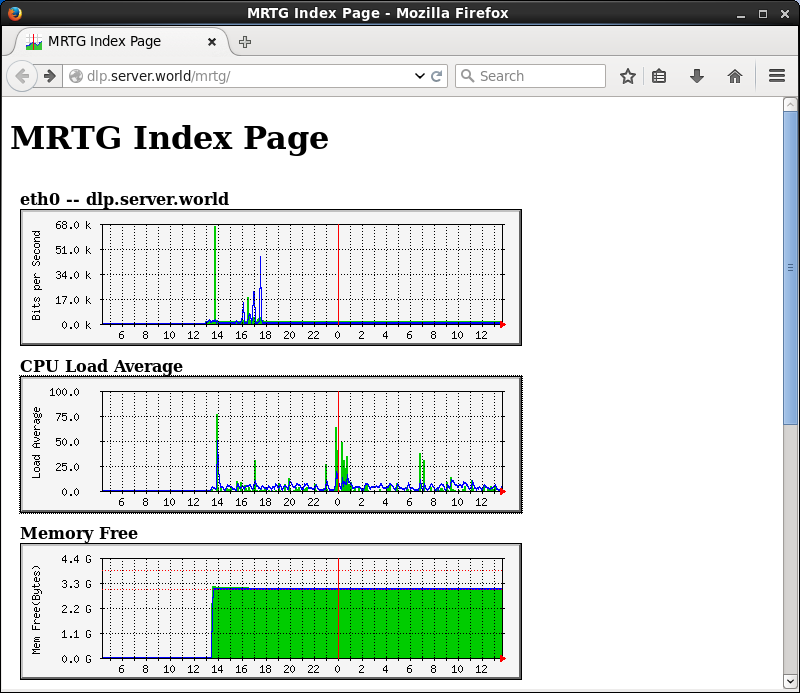 MRTG Index Page - Mozilla Firefox
MRTG Index Page
dlp.server.world/mrtg/
Search
MRTG Index Page
eth0 -- dlp.server.world
Bits per Second
68.0 k
51.0 k
34.0 k
17.0 k
0.0 k
6 8 10 12 14 16 18 20 22 0 2 4 6 8 10 12
CPU Load Average
Load Average
100.0
75.0
50.0
25.0
0.0
6 8 10 12 14 16 18 20 22 0 2 4 6 8 10 12
Memory Free
Mem Free(Bytes)
4.4 G
3.3 G
2.2 G
1.1 G
0.0 G
6 8 10 12 14 16 18 20 22 0 2 4 6 8 10 12